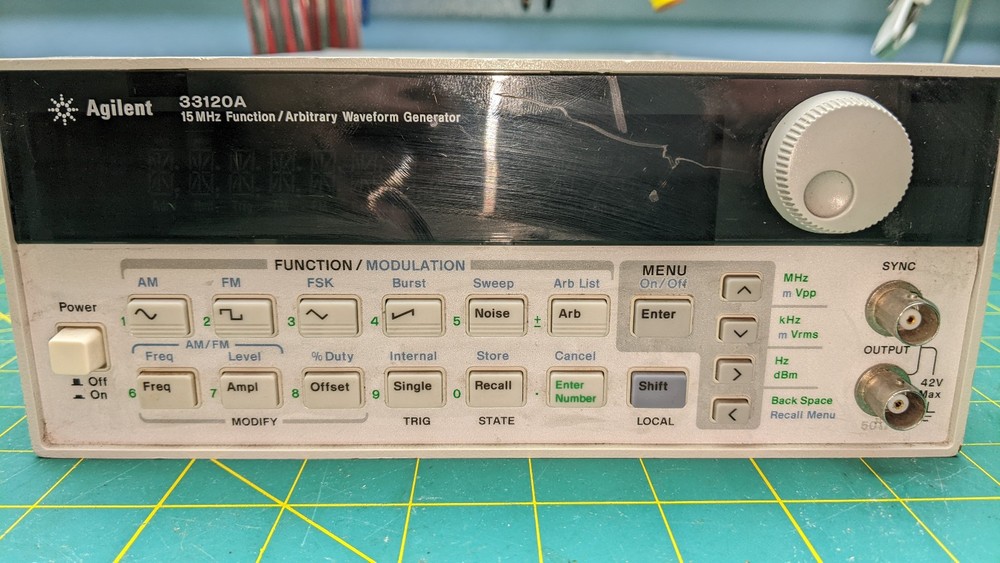 Agilent
33120A
15 MHz Function / Arbitrary Waveform Generator
FUNCTION / MODULATION
AM FM FSK Burst Sweep Arb List
1 2 3 4 5 Noise ± Arb
Power
Off
On
AM/FM
Freq Level % Duty Internal Store Cancel
6 Freq 7 Ampl 8 Offset 9 Single 0 Recall . Enter Number
MODIFY
TRIG
STATE
MENU
On/Off
Enter
Shift
LOCAL
MHz
m Vpp
kHz
m Vrms
Hz
dBm
Back Space
Recall Menu
SYNC
OUTPUT
42V
Max